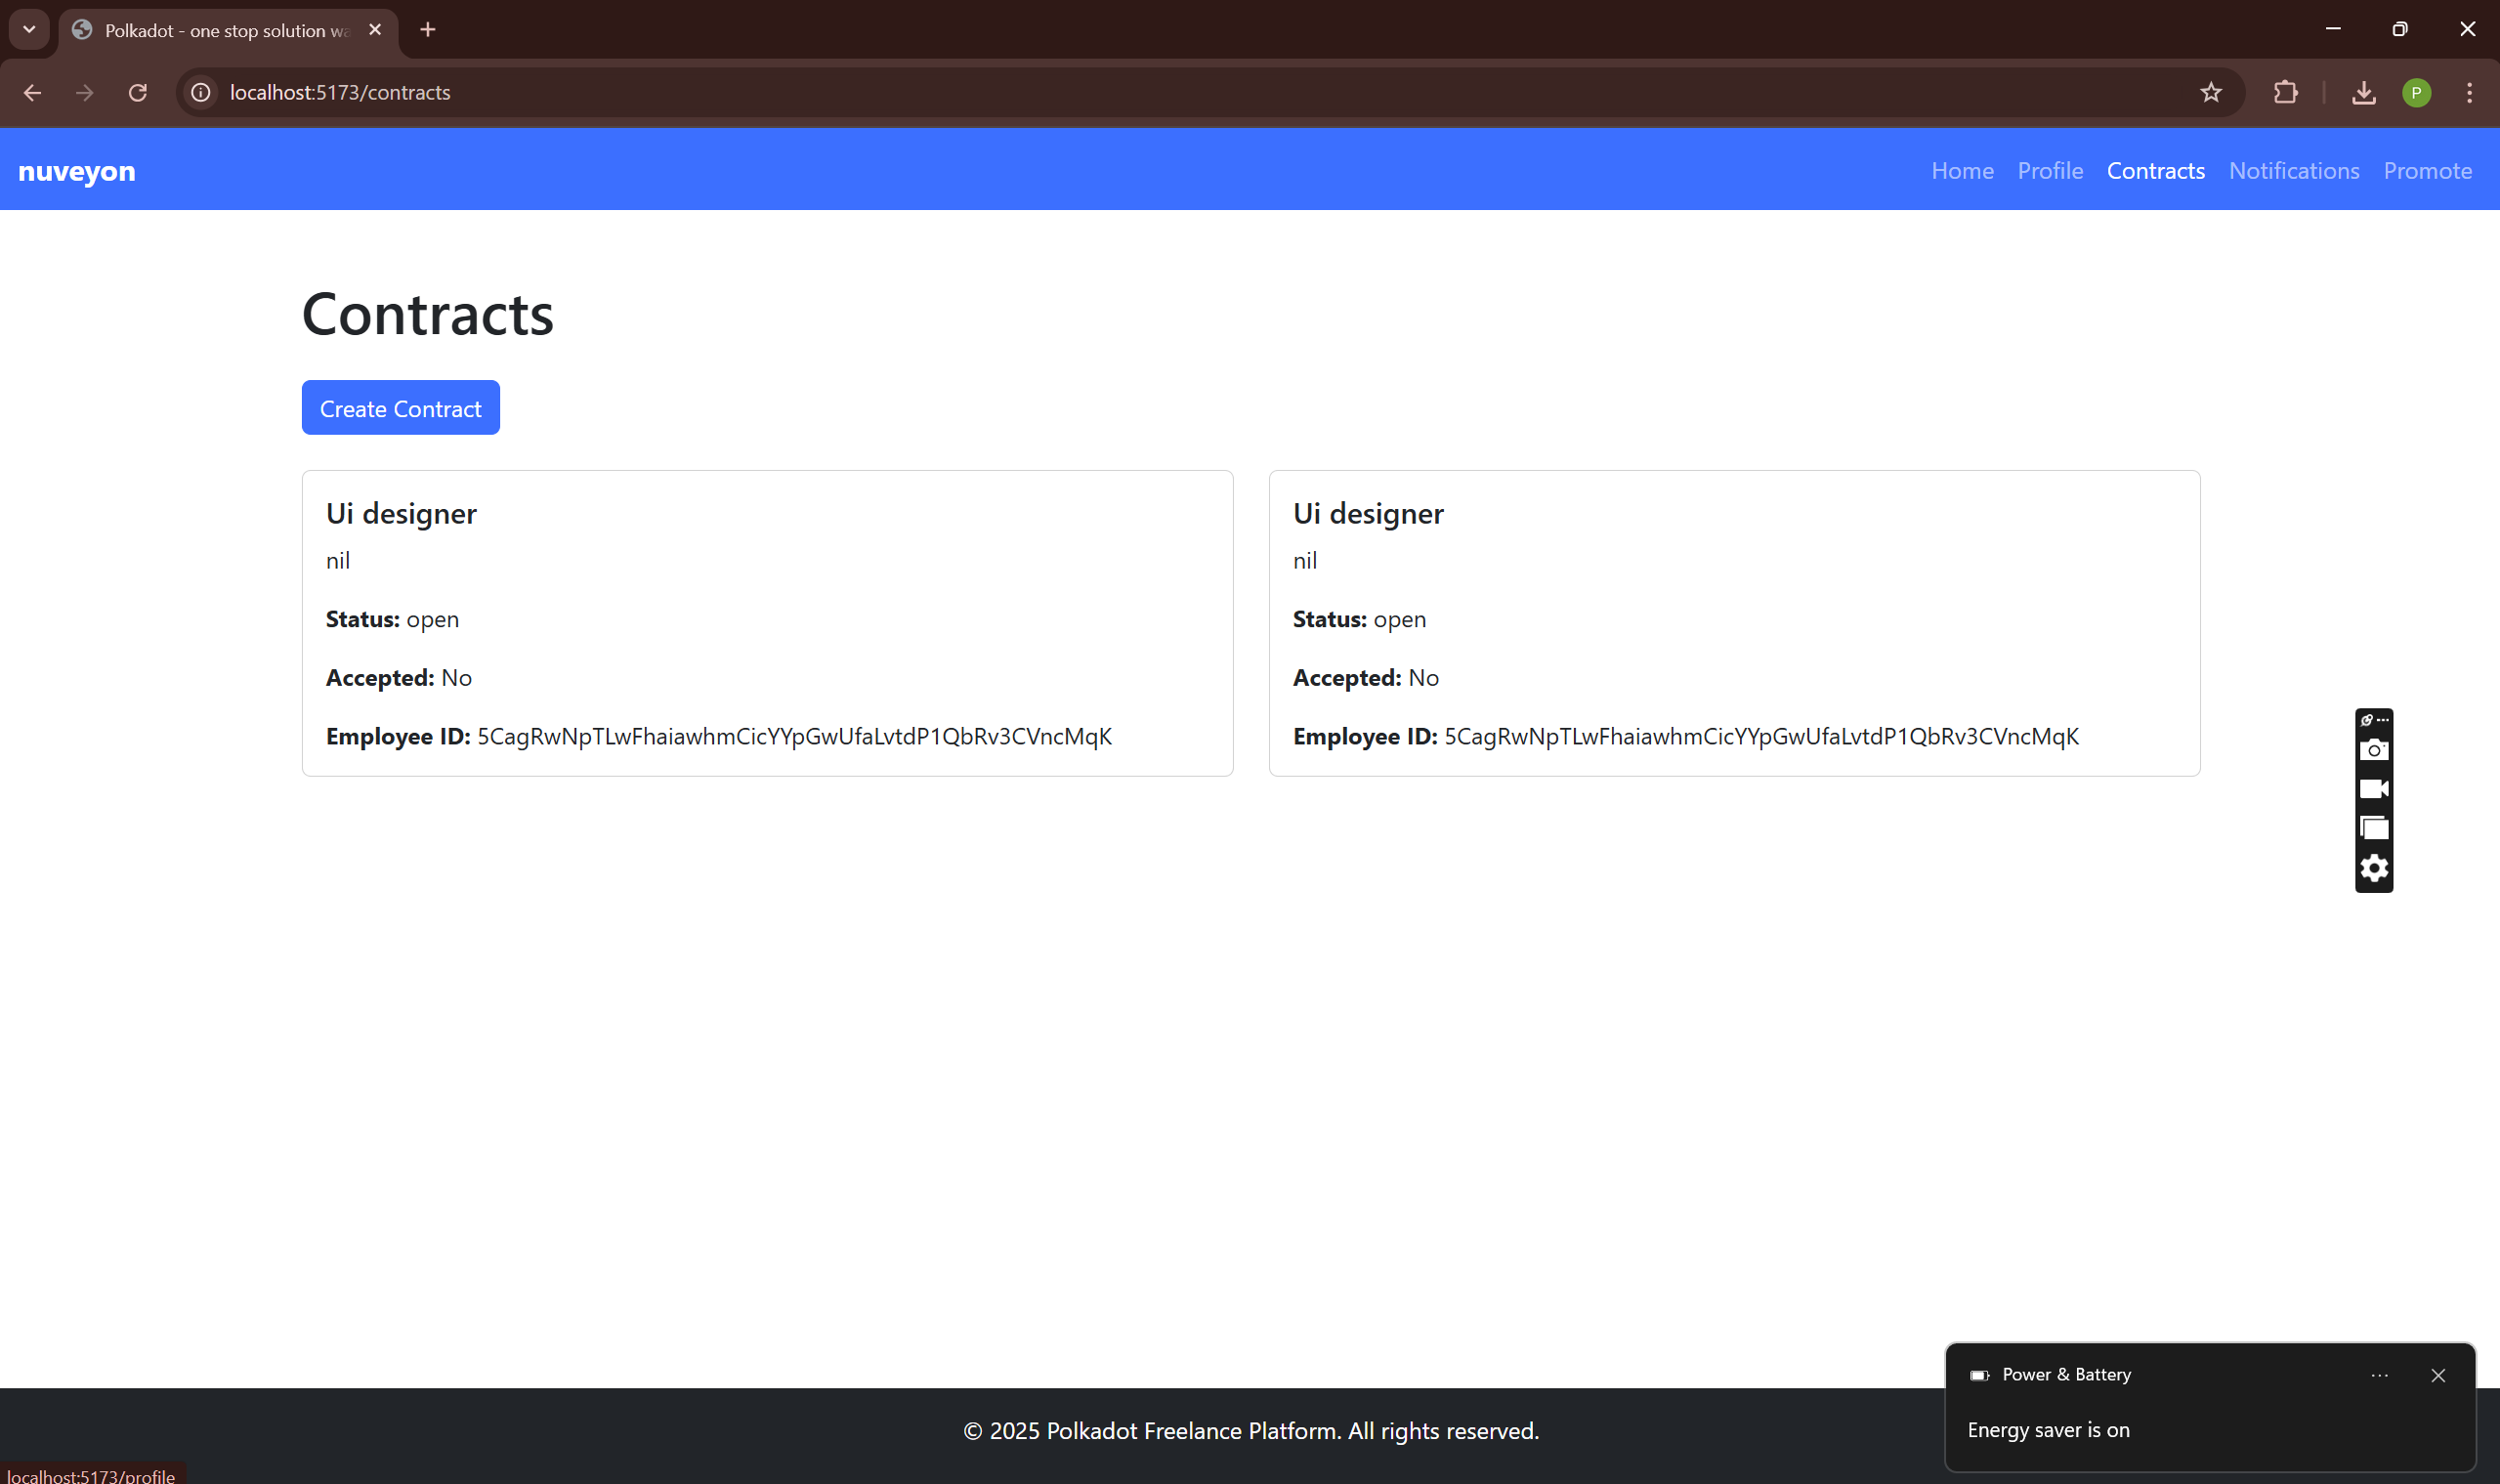 Polkadot - one stop solution wa
localhost:5173/contracts
P
nuveyon
Home Profile Contracts Notifications Promote
Contracts
Create Contract
Ui designer
nil
Status: open
Accepted: No
Employee ID: 5CagRwNpTLwFhaiawhmCicYYpGwUfaLvtdP1QbRv3CVncMqK
Ui designer
nil
Status: open
Accepted: No
Employee ID: 5CagRwNpTLwFhaiawhmCicYYpGwUfaLvtdP1QbRv3CVncMqK
Power & Battery
Energy saver is on
© 2025 Polkadot Freelance Platform. All rights reserved.
localhost:5173/profile